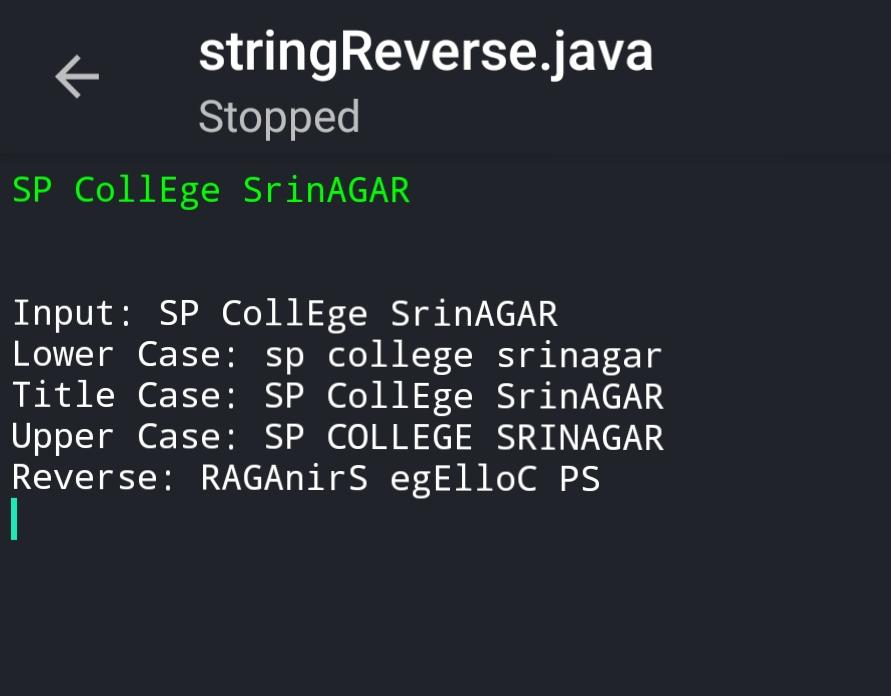 stringReverse.java
Stopped
SP CollEge SrinAGAR
Input: SP CollEge SrinAGAR
Lower Case: sp college srinagar
Title Case: SP CollEge SrinAGAR
Upper Case: SP COLLEGE SRINAGAR
Reverse: RAGAnirS egElloC PS